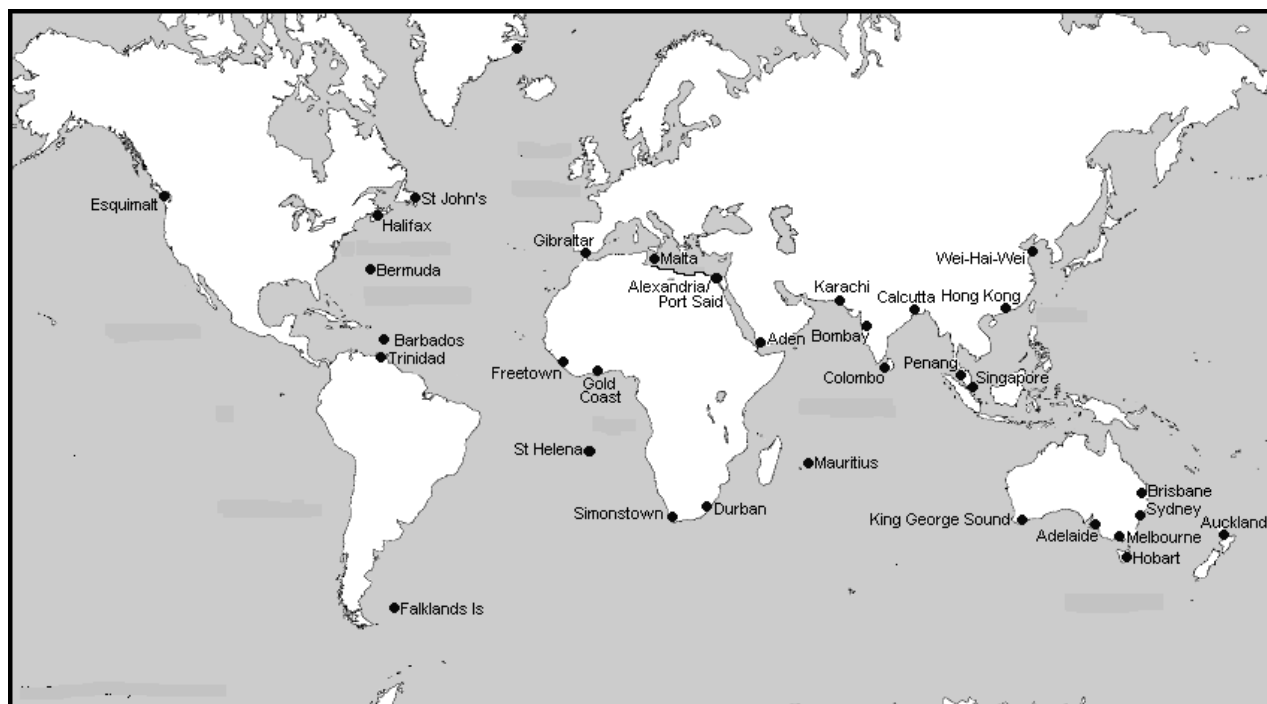 Esquimalt
St John's
Halifax
Gibraltar
Malta
Wei-Hai-Wei
Bermuda
Alexandria/
Port Said
Karachi
Calcutta
Hong Kong
Barbados
Trinidad
Aden
Bombay
Freetown
Gold
Coast
Colombo
Penang
Singapore
St Helena
Mauritius
Simonstown
Durban
King George Sound
Brisbane
Sydney
Auckland
Adelaide
Melbourne
Hobart
Falklands Is